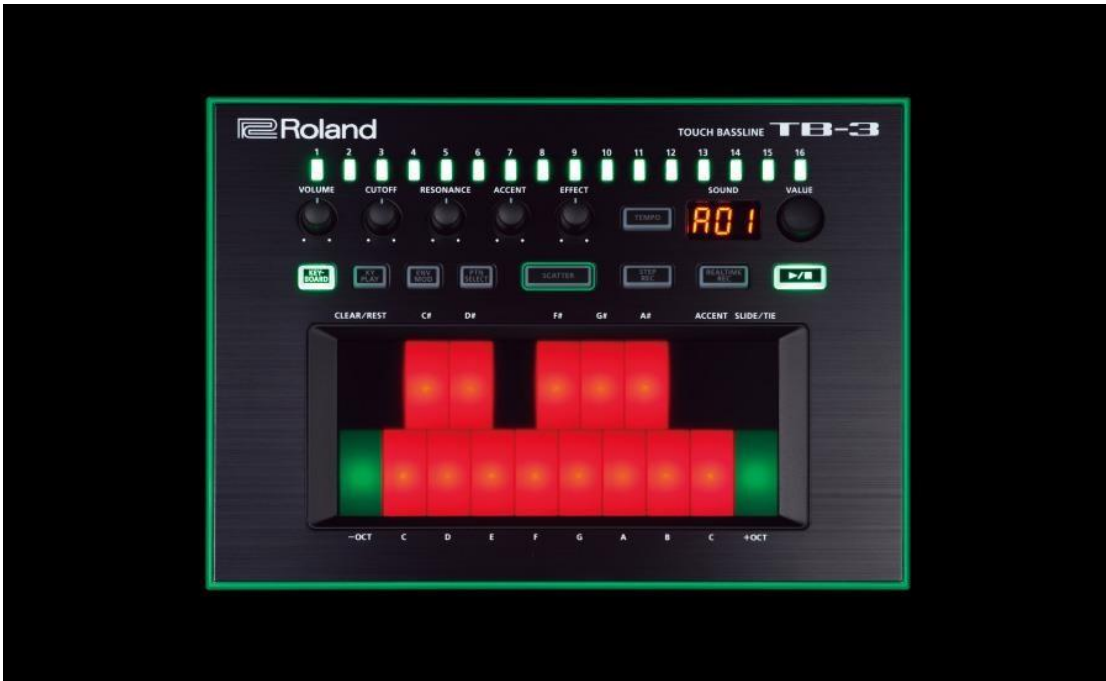 Roland
TOUCH BASSLINE TB-3
1 2 3 4 5 6 7 8 9 10 11 12 13 14 15 16
VOLUME CUTOFF RESONANCE ACCENT EFFECT SOUND VALUE
TEMPO A01
KEY-
BOARD
XY
PLAY
ENV
MOD
PTN
SELECT
SCATTER
STEP
REC
REALTIME
REC
▶/■
CLEAR/REST C# D# F# G# A# ACCENT SLIDE/TIE
−OCT C D E F G A B C +OCT